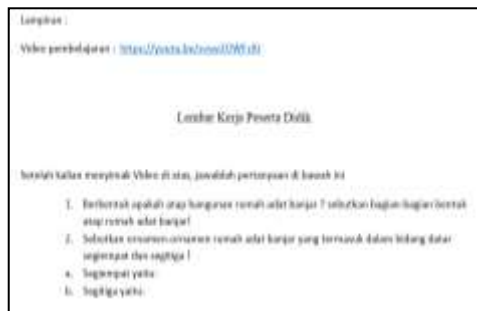 Lampiran :
Video pembelajaran :
Lembar Kerja Peserta Didik
Setelah kalian menyimak Video di atas, jawablah pertanyaan di bawah ini
1. Berbentuk apakah atap bangunan rumah adat banjar ? sebutkan bagian-bagian bentuk
atap rumah adat banjar!
2. Sebutkan ornamen-ornamen rumah adat banjar yang termasuk dalam bidang datar
segiempat dan segitiga !
a. Segiempat yaitu:
b. Segitiga yaitu: